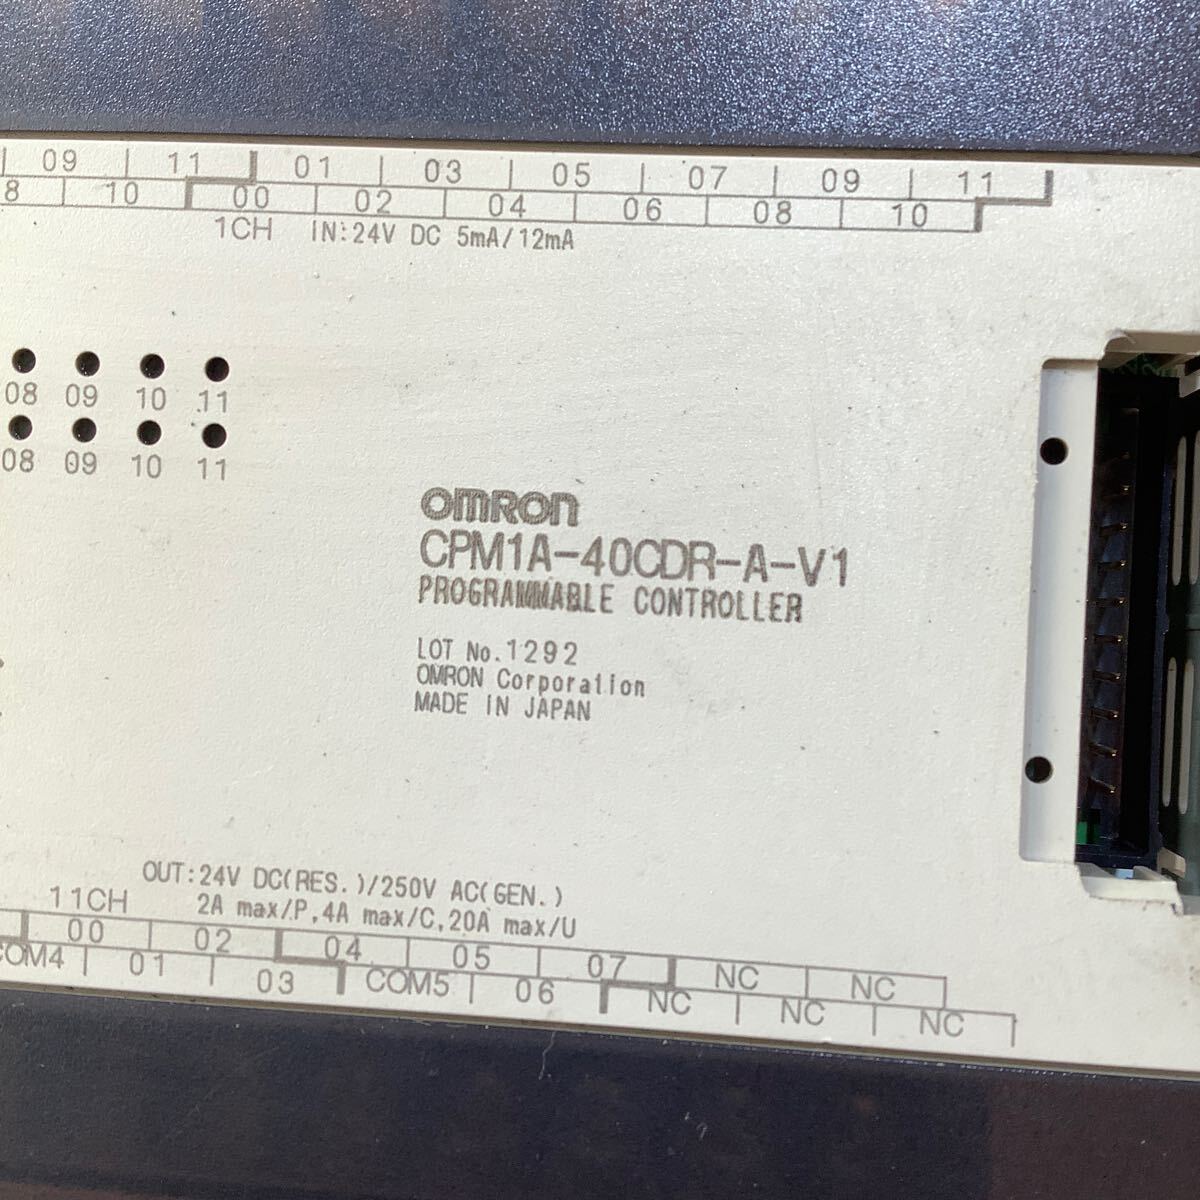 09 11 01 03 05 07 09 11
8 10 00 02 04 06 08 10
1CH IN:24V DC 5mA/12mA
08 09 10 11
08 09 10 11
OMRON
CPM1A-40CDR-A-V1
PROGRAMMABLE CONTROLLER
LOT No.1292
OMRON Corporation
MADE IN JAPAN
OUT:24V DC(RES.)/250V AC(GEN.)
11CH 2A max/P,4A max/C,20A max/U
00 02 04 05 07 NC NC
COM4 01 03 COM5 06 NC NC NC